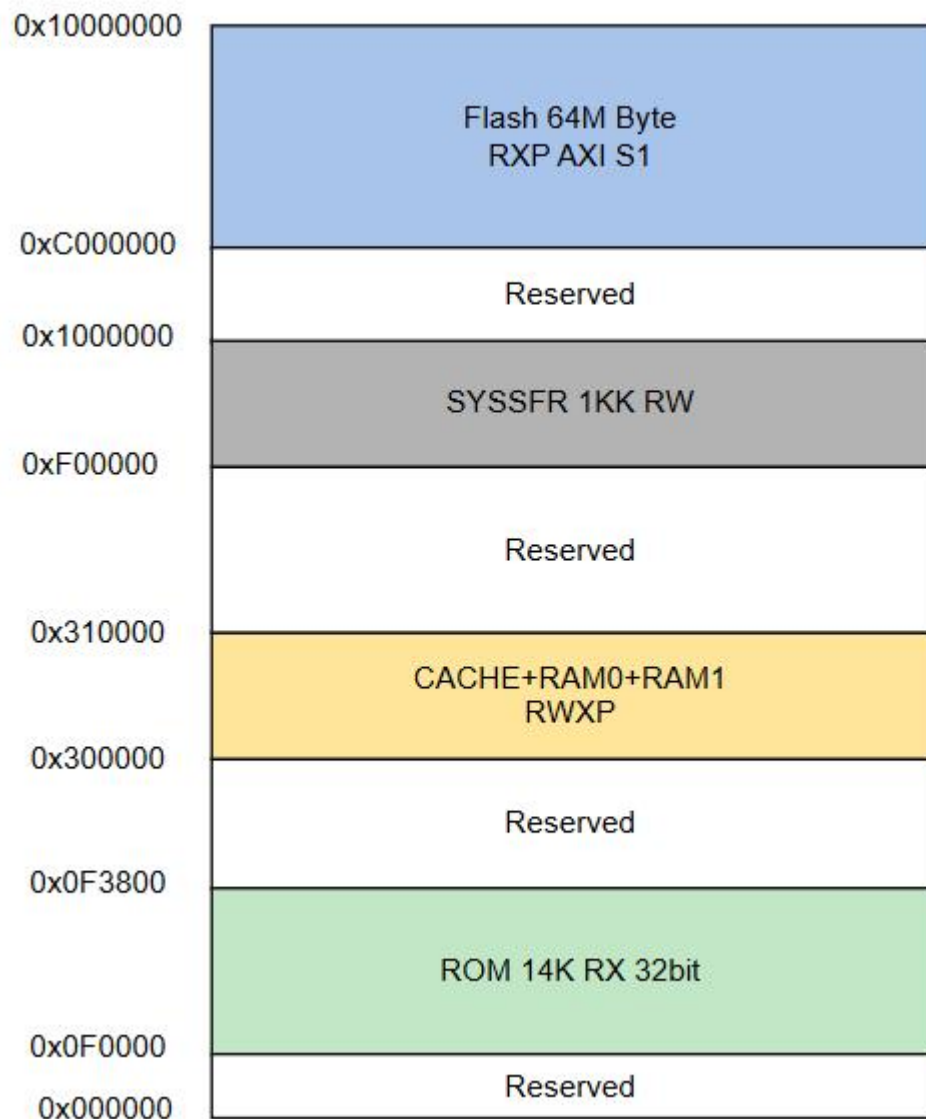 0x10000000
Flash 64M Byte
RXP AXI S1
0xC000000
Reserved
0x1000000
SYSSFR 1KK RW
0xF00000
Reserved
0x310000
CACHE+RAM0+RAM1
RWXP
0x300000
Reserved
0x0F3800
ROM 14K RX 32bit
0x0F0000
Reserved
0x000000